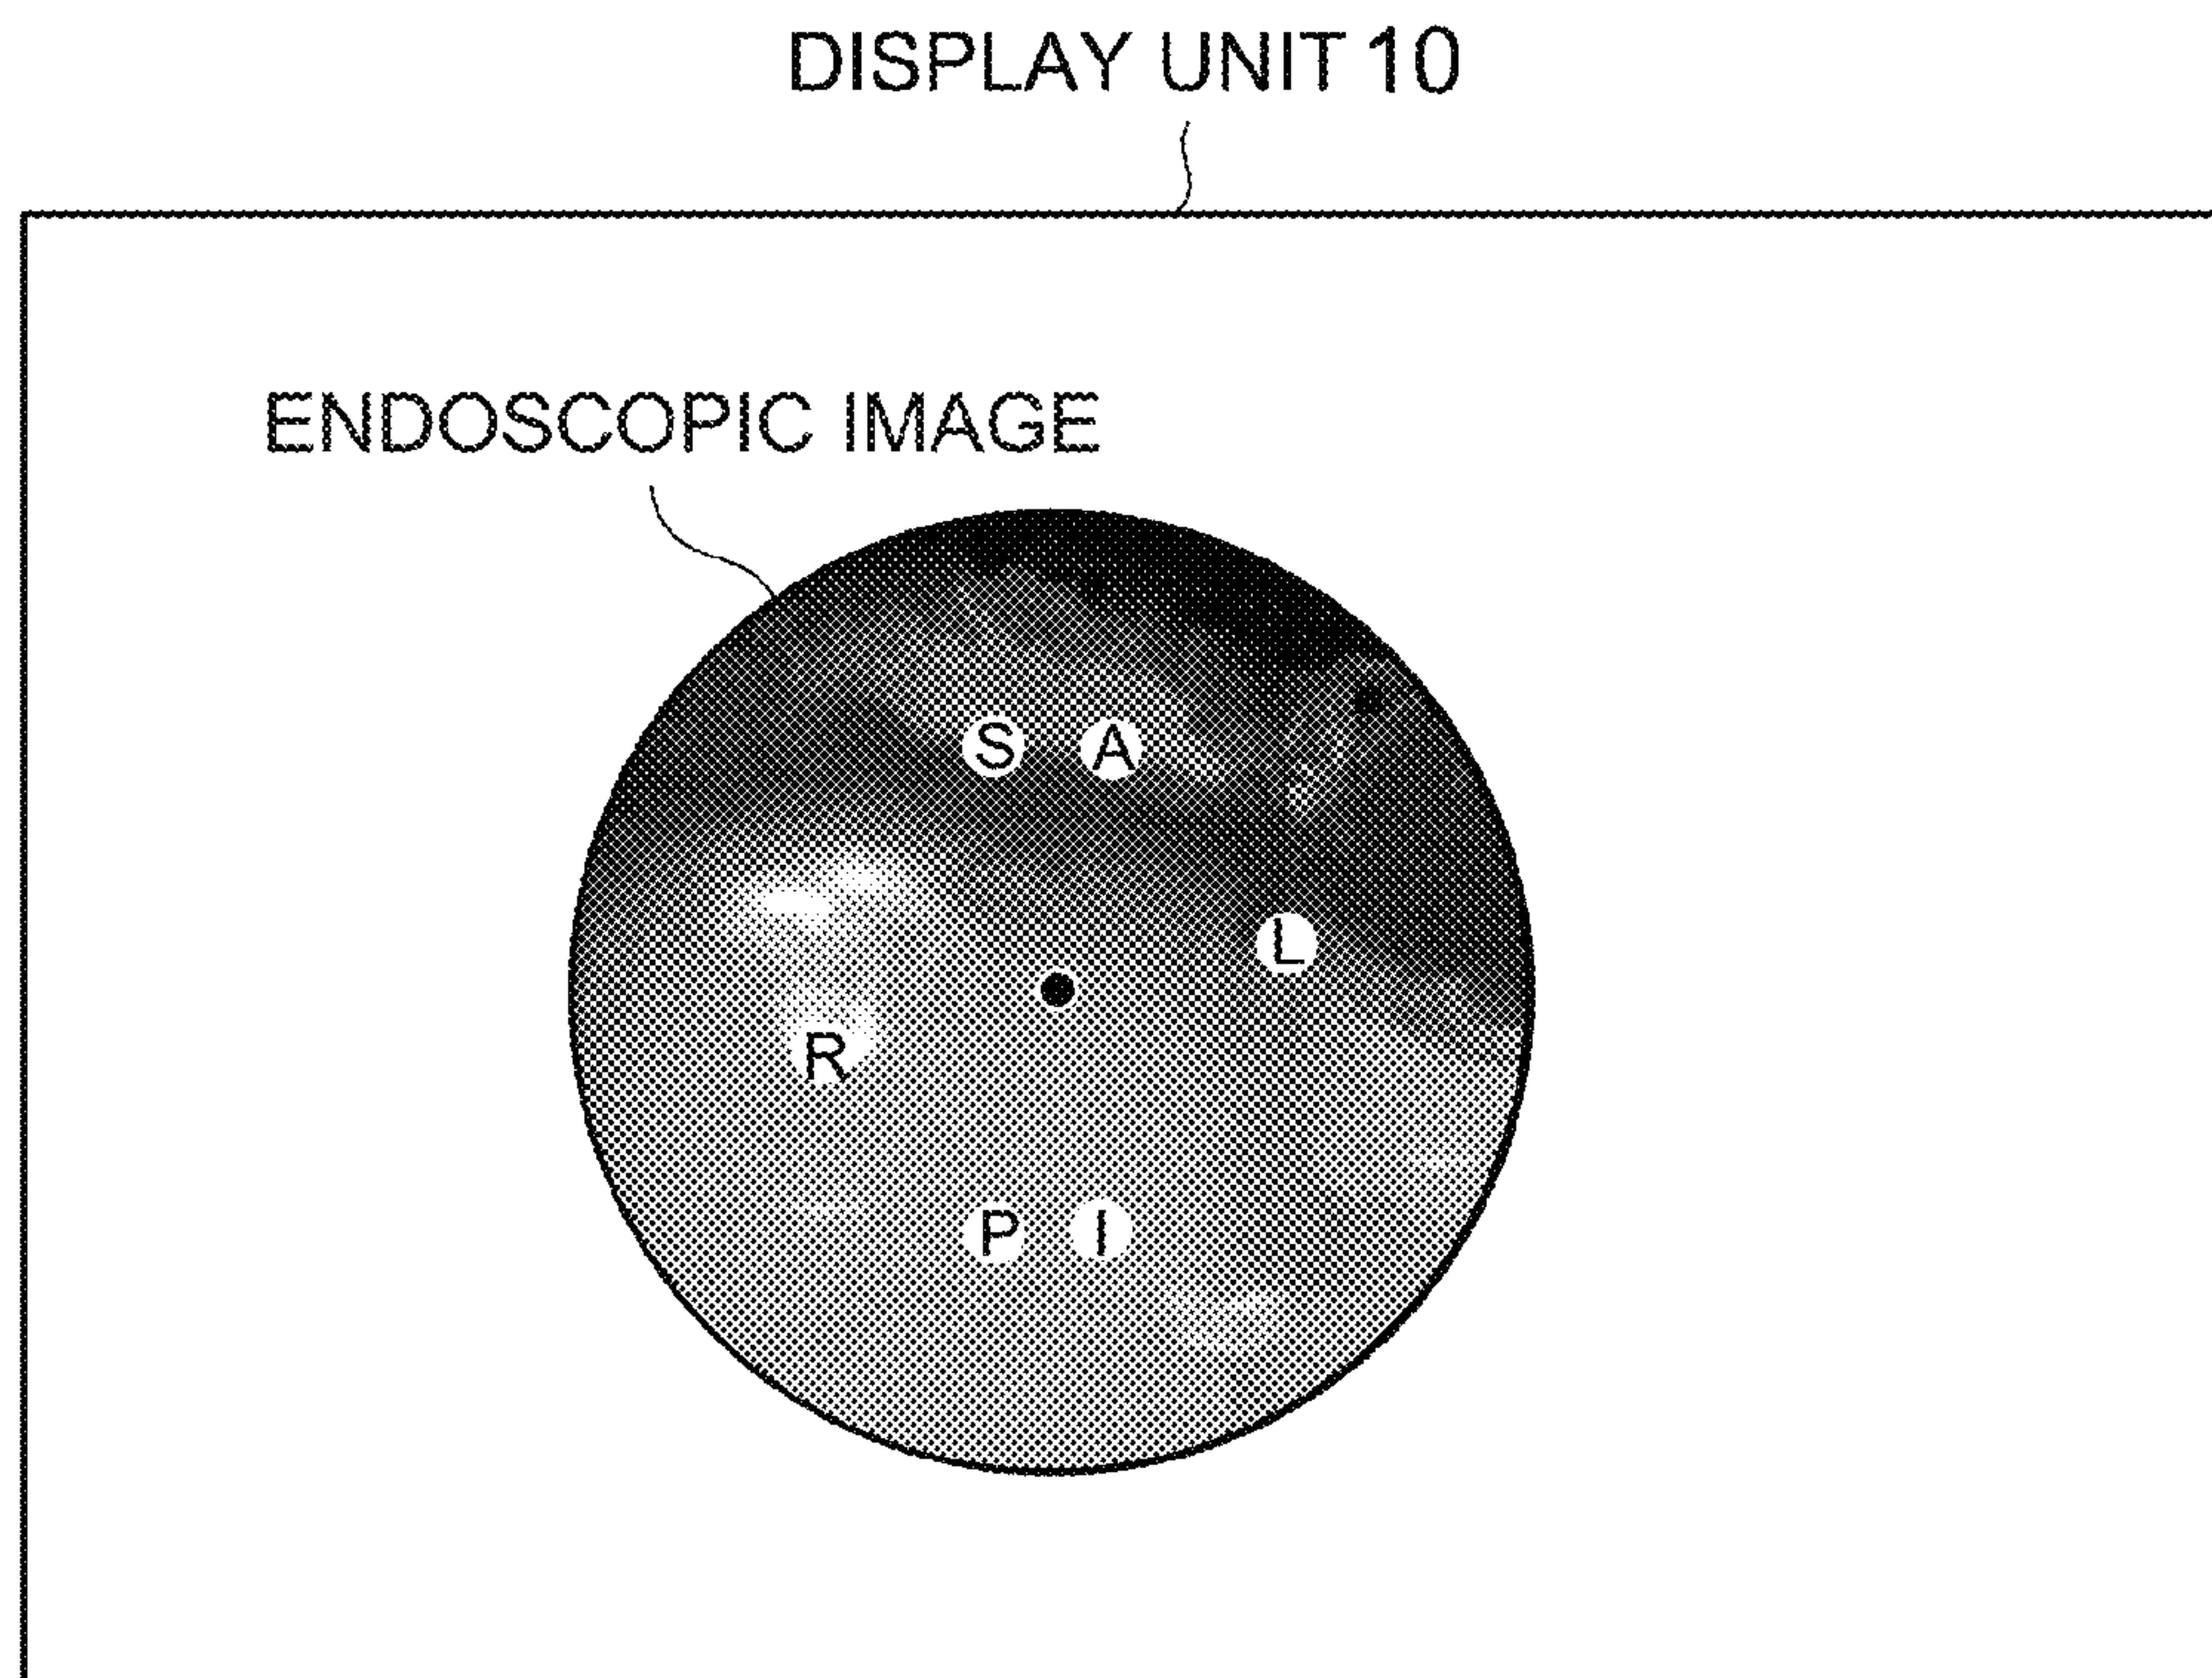 DISPLAY UNIT 10
ENDOSCOPIC IMAGE
S A
L
R
P I